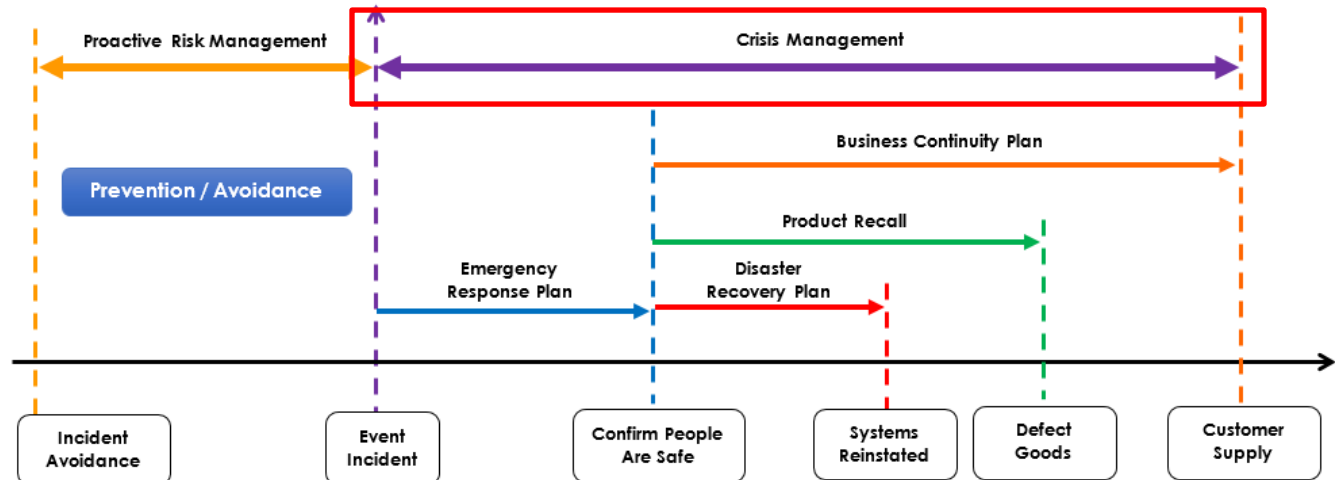 Proactive Risk Management
Crisis Management
Business Continuity Plan
Prevention / Avoidance
Product Recall
Emergency
Response Plan
Disaster
Recovery Plan
Incident
Avoidance
Event
Incident
Confirm People
Are Safe
Systems
Reinstated
Defect
Goods
Customer
Supply